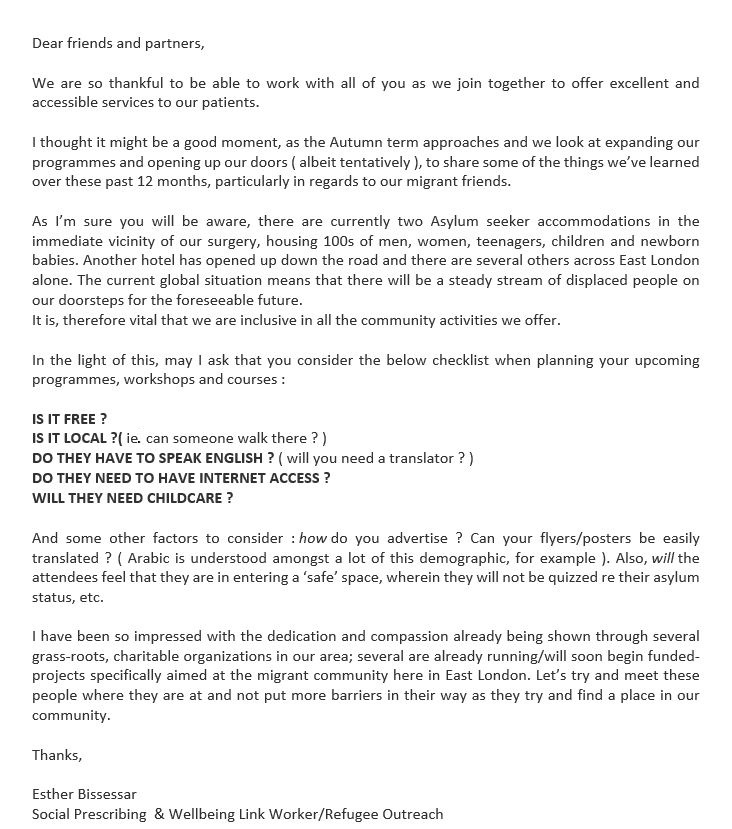 Dear friends and partners,
We are so thankful to be able to work with all of you as we join together to offer excellent and
accessible services to our patients.
I thought it might be a good moment, as the Autumn term approaches and we look at expanding our
programmes and opening up our doors ( albeit tentatively ), to share some of the things we’ve learned
over these past 12 months, particularly in regards to our migrant friends.
As I’m sure you will be aware, there are currently two Asylum seeker accommodations in the
immediate vicinity of our surgery, housing 100s of men, women, teenagers, children and newborn
babies. Another hotel has opened up down the road and there are several others across East London
alone. The current global situation means that there will be a steady stream of displaced people on
our doorsteps for the foreseeable future.
It is, therefore vital that we are inclusive in all the community activities we offer.
In the light of this, may I ask that you consider the below checklist when planning your upcoming
programmes, workshops and courses :
IS IT FREE ?
IS IT LOCAL ?( ie. can someone walk there ? )
DO THEY HAVE TO SPEAK ENGLISH ? ( will you need a translator ? )
DO THEY NEED TO HAVE INTERNET ACCESS ?
WILL THEY NEED CHILDCARE ?
And some other factors to consider : how do you advertise ? Can your flyers/posters be easily
translated ? ( Arabic is understood amongst a lot of this demographic, for example ). Also, will the
attendees feel that they are in entering a ‘safe’ space, wherein they will not be quizzed re their asylum
status, etc.
I have been so impressed with the dedication and compassion already being shown through several
grass-roots, charitable organizations in our area; several are already running/will soon begin funded-
projects specifically aimed at the migrant community here in East London. Let’s try and meet these
people where they are at and not put more barriers in their way as they try and find a place in our
community.
Thanks,
Esther Bissessar
Social Prescribing & Wellbeing Link Worker/Refugee Outreach